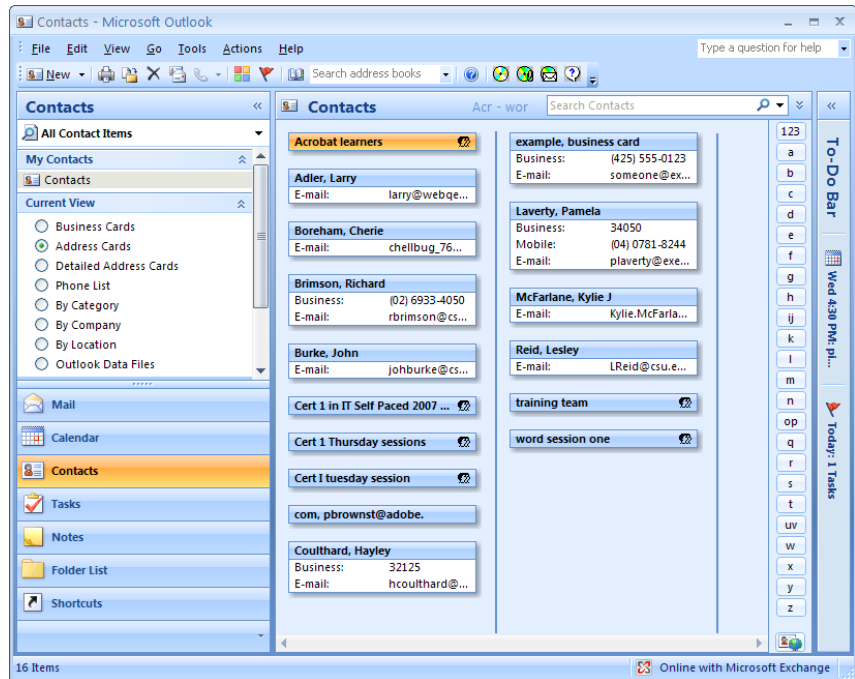 Contacts - Microsoft Outlook
File Edit View Go Tools Actions Help
Type a question for help
New
Search address books
Contacts
All Contact Items
My Contacts
Contacts
Current View
Business Cards
Address Cards
Detailed Address Cards
Phone List
By Category
By Company
By Location
Outlook Data Files
Mail
Calendar
Contacts
Tasks
Notes
Folder List
Shortcuts
Contacts Acr - wor Search Contacts
Acrobat learners
Adler, Larry
E-mail: larry@webqe...
Boreham, Cherie
E-mail: chellbug_76...
Brimson, Richard
Business: (02) 6933-4050
E-mail: rbrimson@cs...
Burke, John
E-mail: johburke@cs...
Cert 1 in IT Self Paced 2007 ...
Cert 1 Thursday sessions
Cert I tuesday session
com, pbrownst@adobe.
Coulthard, Hayley
Business: 32125
E-mail: hcoulthard@...
example, business card
Business: (425) 555-0123
E-mail: someone@ex...
Laverty, Pamela
Business: 34050
Mobile: (04) 0781-8244
E-mail: plaverty@exe...
McFarlane, Kylie J
E-mail: Kylie.McFarla...
Reid, Lesley
E-mail: LReid@csu.e...
training team
word session one
123
a
b
c
d
e
f
g
h
ij
k
l
m
n
op
q
r
s
t
uv
w
x
y
z
To-Do Bar
Wed 4:30 PM: pl...
Today: 1 Tasks
16 Items
Online with Microsoft Exchange